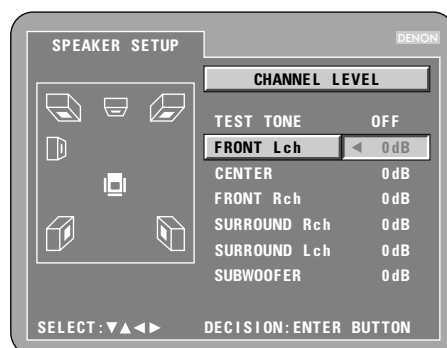 SPEAKER SETUP
DENON
CHANNEL LEVEL
TEST TONE OFF
FRONT Lch ◀ 0dB
CENTER 0dB
FRONT Rch 0dB
SURROUND Rch 0dB
SURROUND Lch 0dB
SUBWOOFER 0dB
SELECT:▼▲◀▶ DECISION:ENTER BUTTON